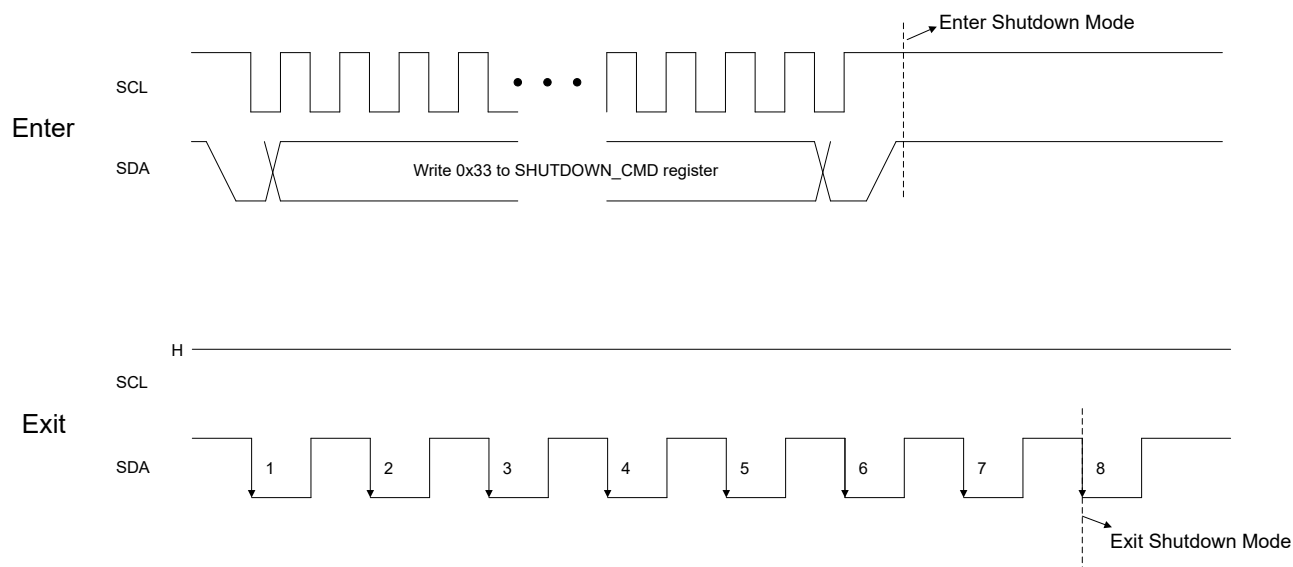 Enter Shutdown Mode
SCL
Enter
SDA
Write 0x33 to SHUTDOWN_CMD register
H
SCL
Exit
SDA
1 2 3 4 5 6 7 8
Exit Shutdown Mode